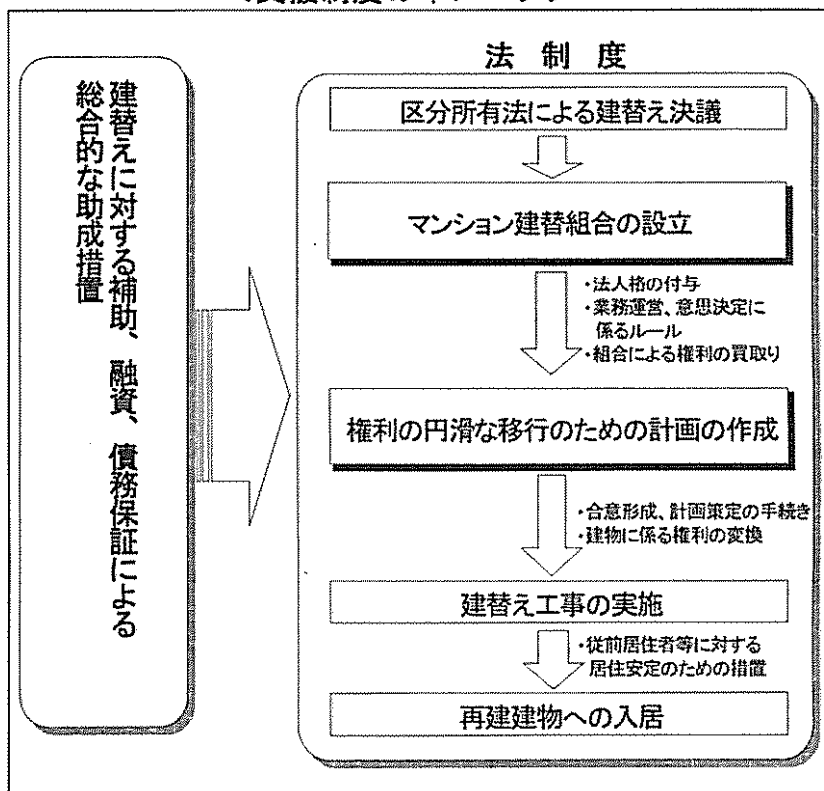 法制度
建替えに対する補助、融資、債務保証による
総合的な助成措置
区分所有法による建替え決議
マンション建替組合の設立
・法人格の付与
・業務運営、意思決定に
係るルール
・組合による権利の買取り
権利の円滑な移行のための計画の作成
・合意形成、計画策定の手続き
・建物に係る権利の変換
建替え工事の実施
・従前居住者等に対する
居住安定のための措置
再建建物への入居